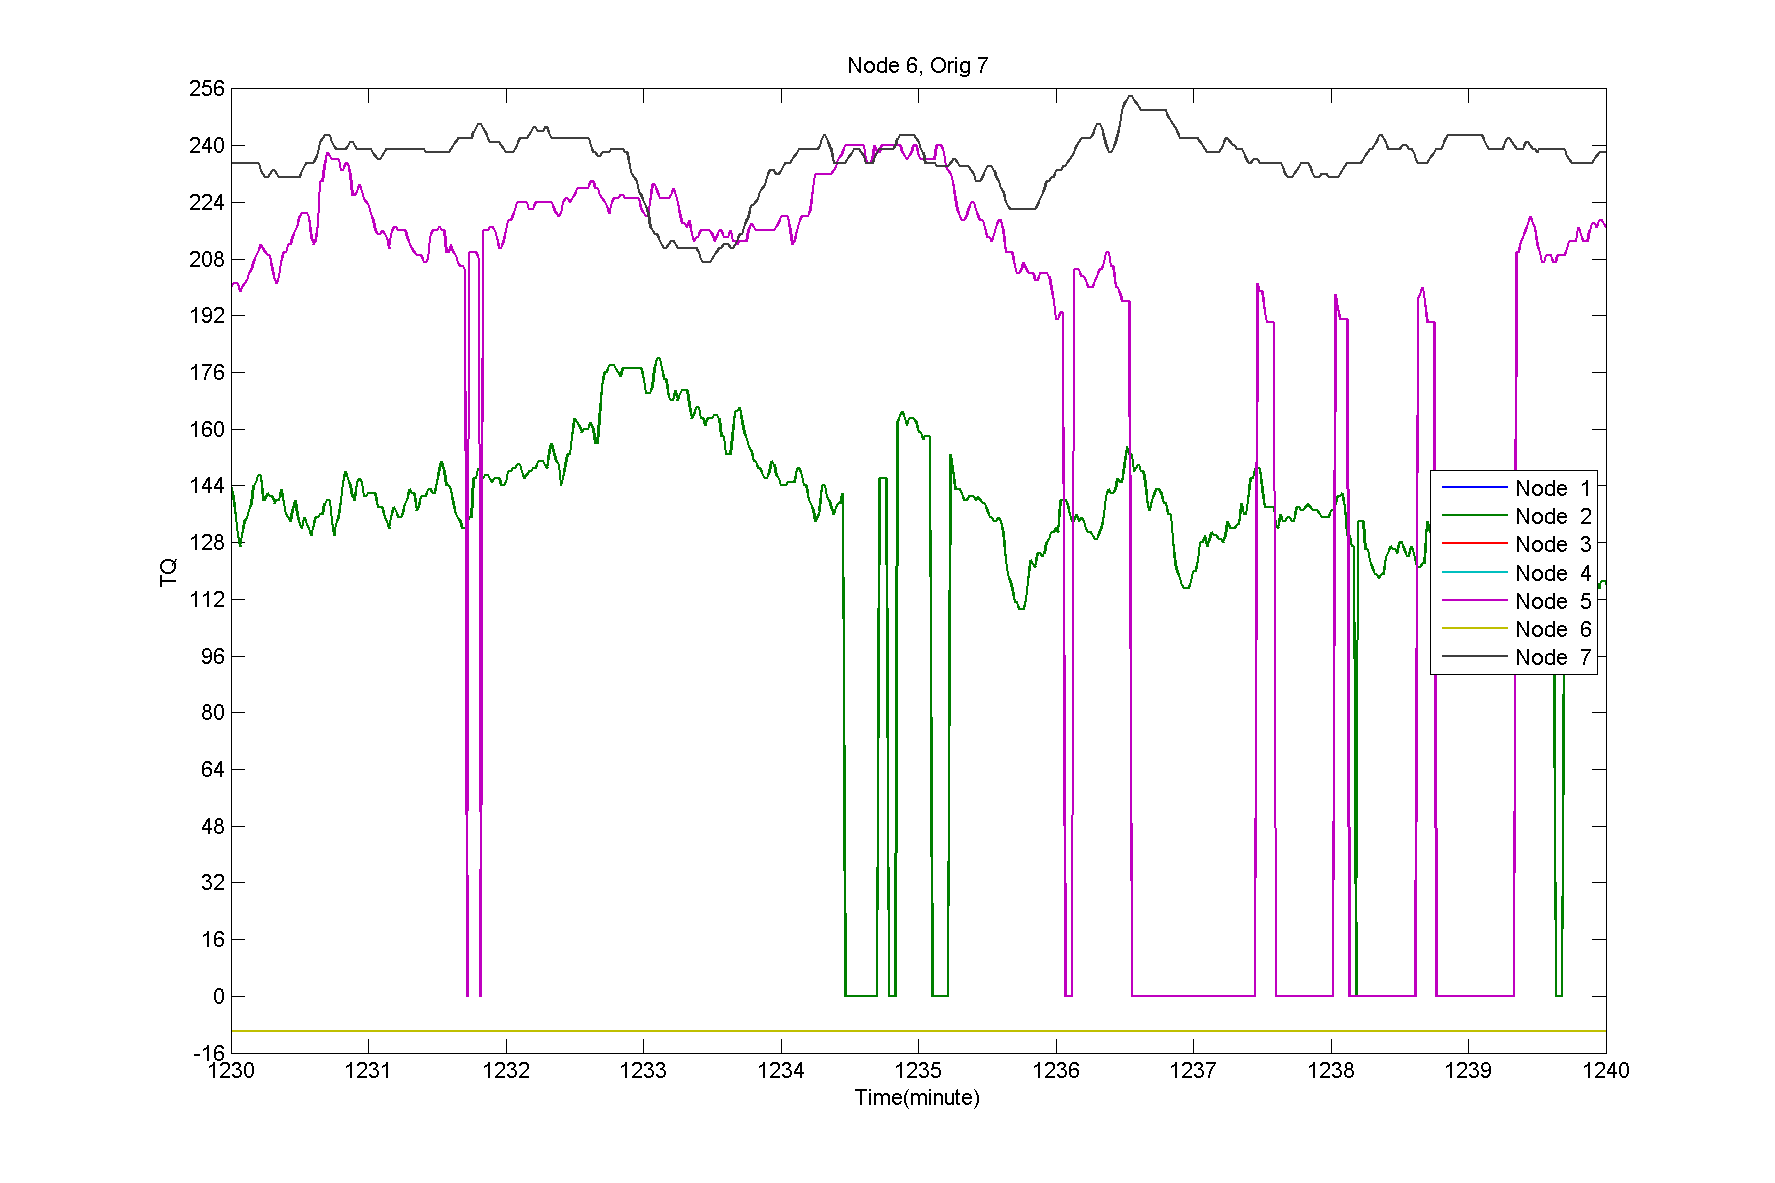 Node 6, Orig 7
256
240
224
208
192
176
160
144
128
112
96
80
64
48
32
16
0
-16
TQ
Node 1
Node 2
Node 3
Node 4
Node 5
Node 6
Node 7
1230 1231 1232 1233 1234 1235 1236 1237 1238 1239 1240
Time(minute)